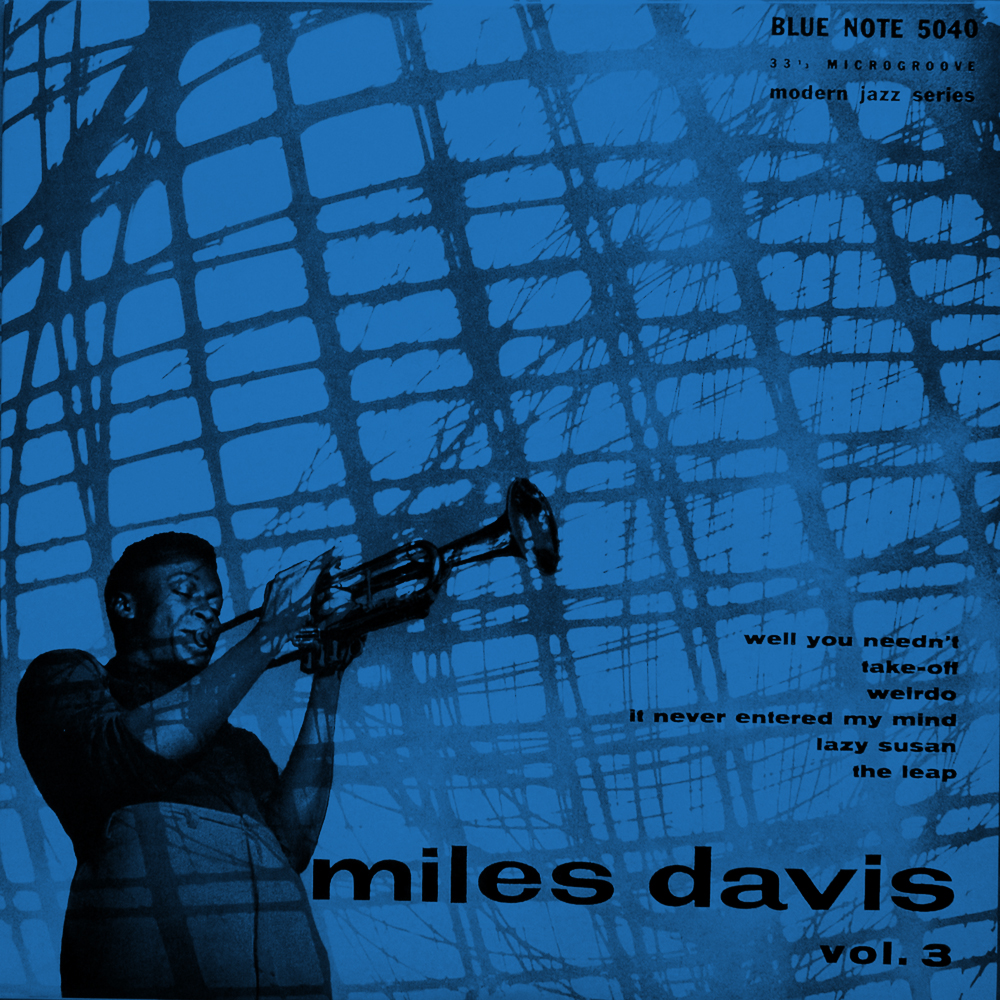 BLUE NOTE 5040
33⅓ MICROGROOVE
modern jazz series
well you needn't
take-off
weirdo
it never entered my mind
lazy susan
the leap
miles davis
vol. 3